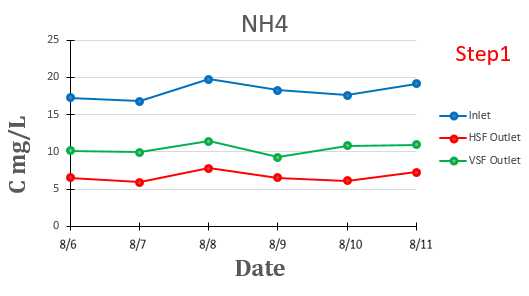 NH4
Step1
25
20
15
10
5
0
C mg/L
8/6 8/7 8/8 8/9 8/10 8/11
Date
Inlet
HSF Outlet
VSF Outlet